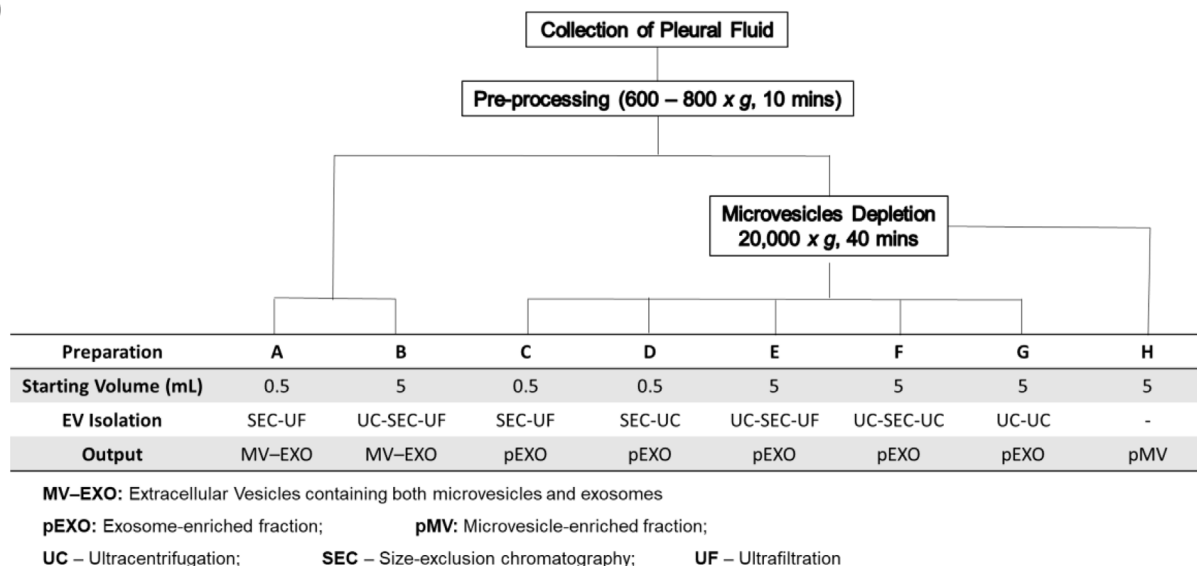 )
Collection of Pleural Fluid
Pre-processing (600 – 800 x g, 10 mins)
Microvesicles Depletion
20,000 x g, 40 mins
Preparation A B C D E F G H
Starting Volume (mL) 0.5 5 0.5 0.5 5 5 5 5
EV Isolation SEC-UF UC-SEC-UF SEC-UF SEC-UC UC-SEC-UF UC-SEC-UC UC-UC -
Output MV–EXO MV–EXO pEXO pEXO pEXO pEXO pEXO pMV
MV–EXO: Extracellular Vesicles containing both microvesicles and exosomes
pEXO: Exosome-enriched fraction; pMV: Microvesicle-enriched fraction;
UC – Ultracentrifugation; SEC – Size-exclusion chromatography; UF – Ultrafiltration